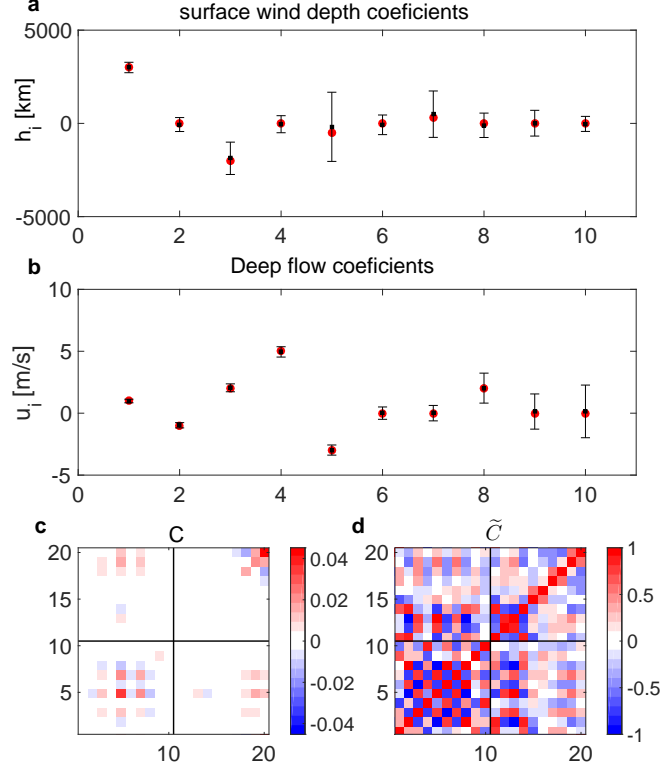 a
surface wind depth coeficients
h_i [km]
5000
0
-5000
0 2 4 6 8 10
b
Deep flow coeficients
u_i [m/s]
10
5
0
-5
0 2 4 6 8 10
c
C
20
15
10
5
10 20
0.04
0.02
0
-0.02
-0.04
d
C̃
20
15
10
5
10 20
1
0.5
0
-0.5
-1